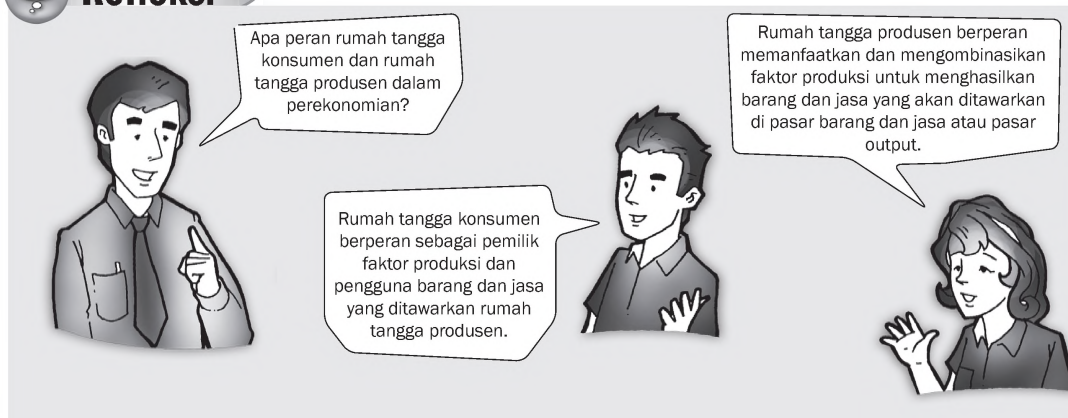 Apa peran rumah tangga
konsumen dan rumah
tangga produsen dalam
perekonomian?
Rumah tangga konsumen
berperan sebagai pemilik
faktor produksi dan
pengguna barang dan jasa
yang ditawarkan rumah
tangga produsen.
Rumah tangga produsen berperan
memanfaatkan dan mengombinasikan
faktor produksi untuk menghasilkan
barang dan jasa yang akan ditawarkan
di pasar barang dan jasa atau pasar
output.